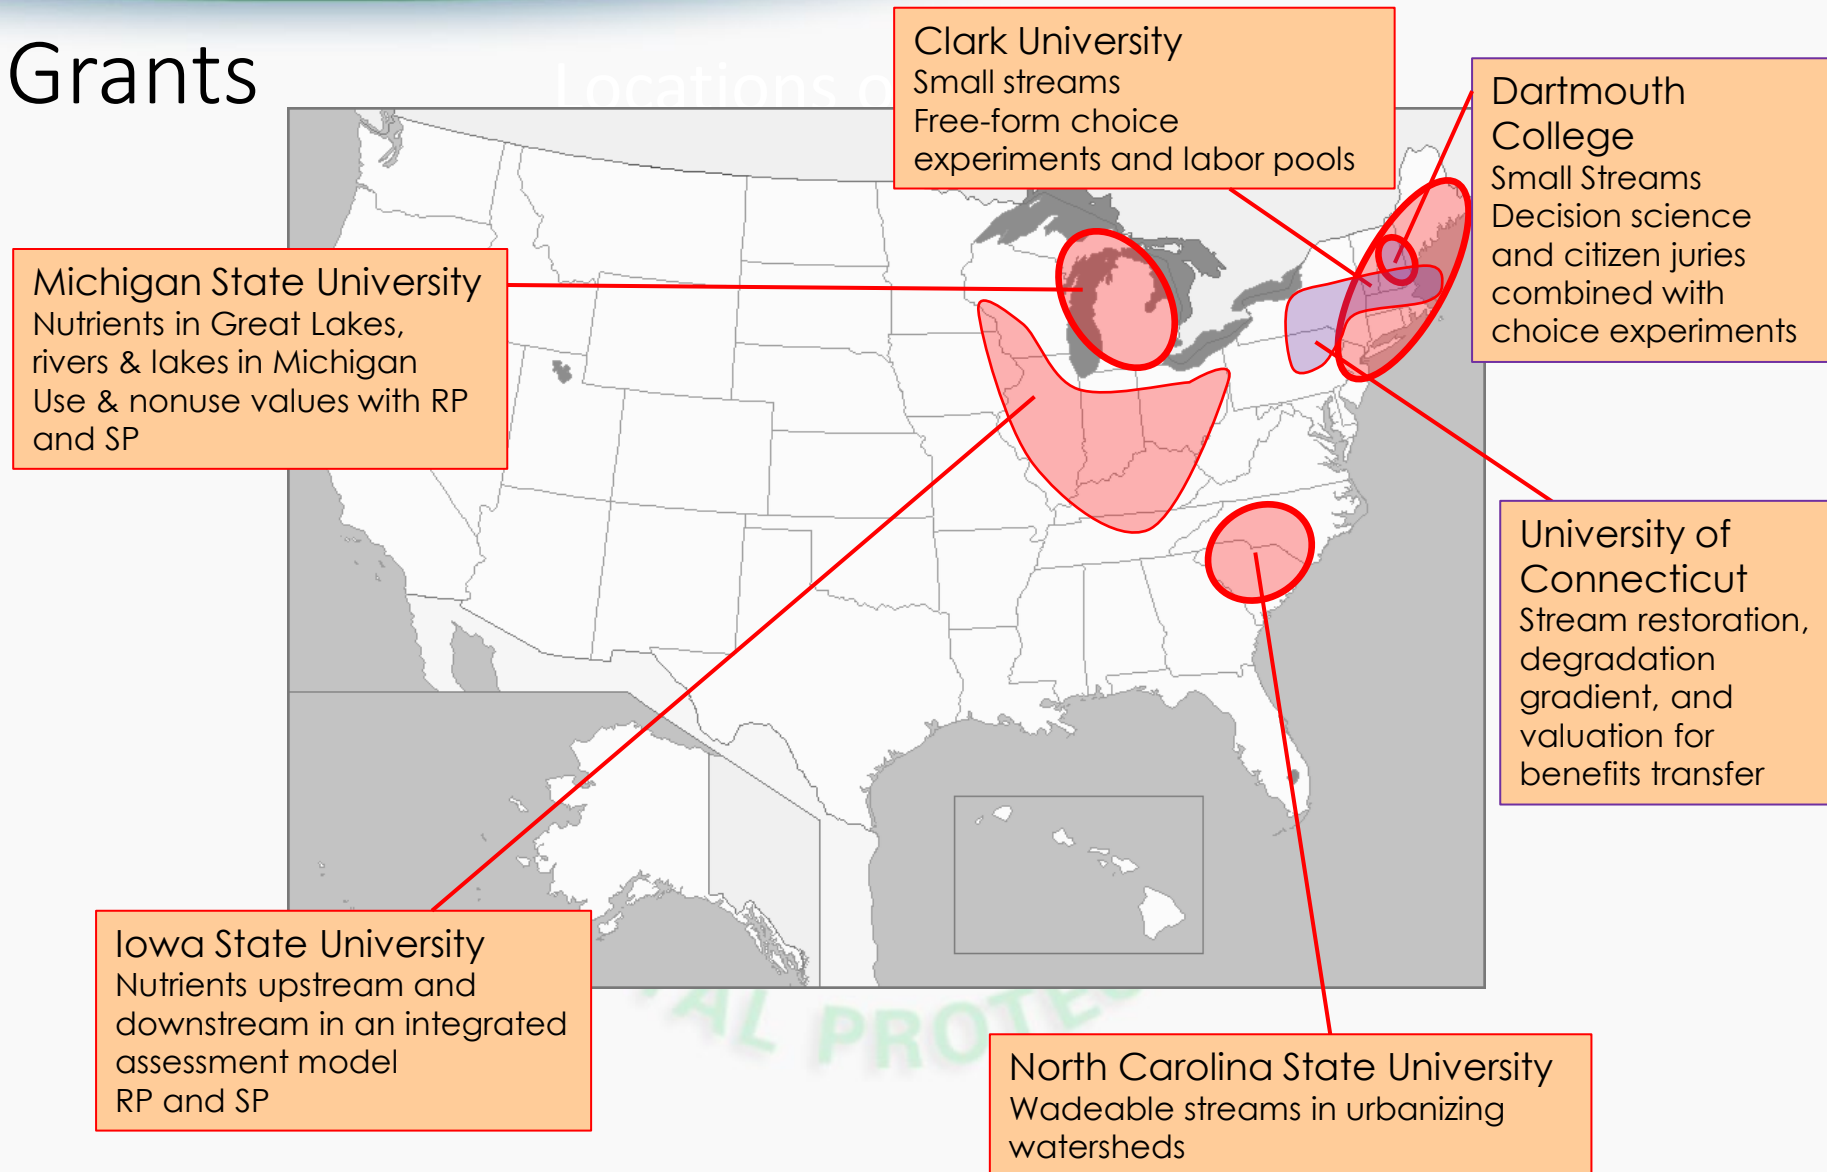 Grants
Locations o
Clark University
Small streams
Free-form choice
experiments and labor pools
Dartmouth
College
Small Streams
Decision science
and citizen juries
combined with
choice experiments
Michigan State University
Nutrients in Great Lakes,
rivers & lakes in Michigan
Use & nonuse values with RP
and SP
University of
Connecticut
Stream restoration,
degradation
gradient, and
valuation for
benefits transfer
Iowa State University
Nutrients upstream and
downstream in an integrated
assessment model
RP and SP
North Carolina State University
Wadeable streams in urbanizing
watersheds
TAL PROTE